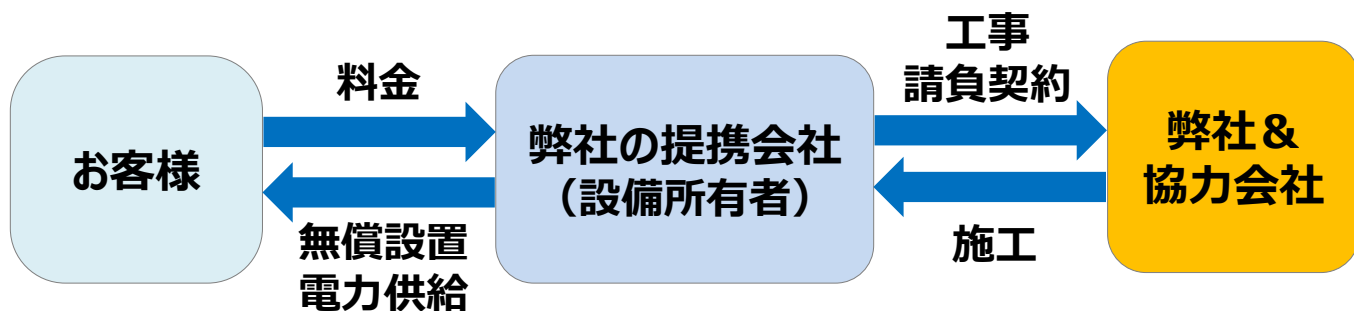 お客様
料金
無償設置
電力供給
弊社の提携会社
（設備所有者）
工事
請負契約
施工
弊社＆
協力会社